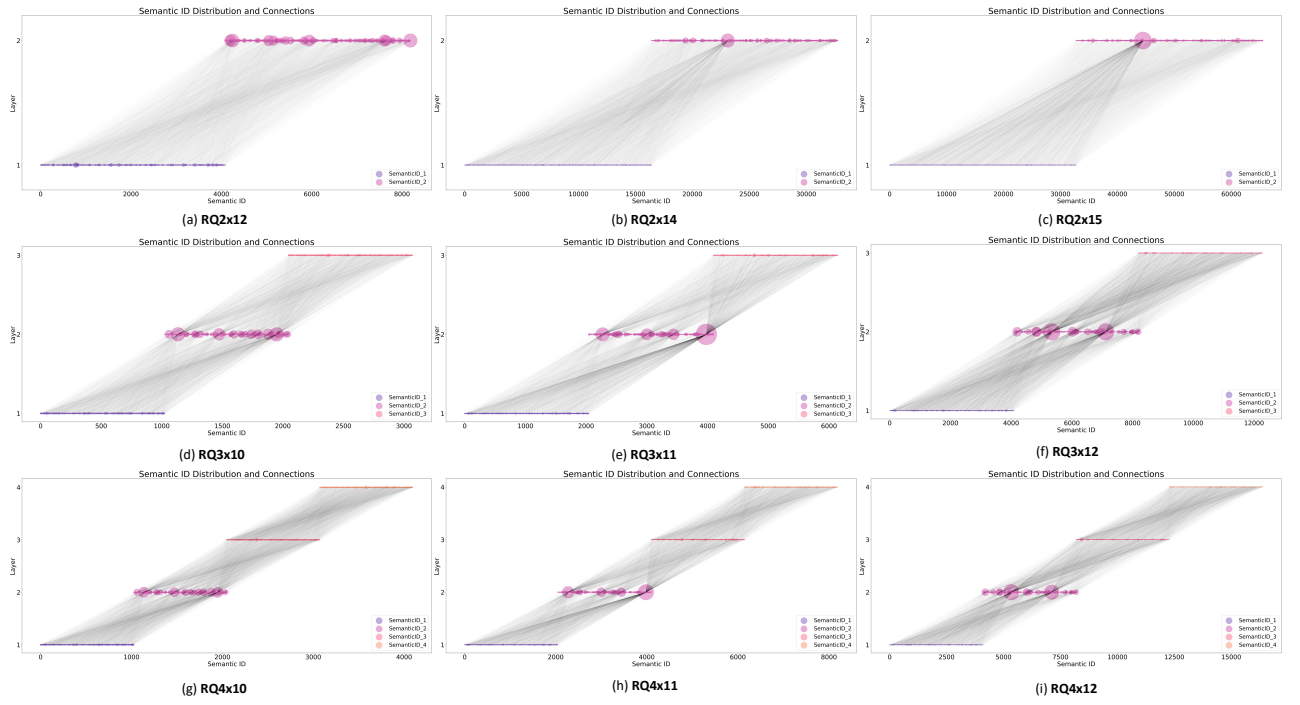 Semantic ID Distribution and Connections
2
Layer
1
0 2000 4000 6000 8000
Semantic ID
SemanticID_1
SemanticID_2
(a) RQ2x12
Semantic ID Distribution and Connections
2
Layer
1
0 5000 10000 15000 20000 25000 30000
Semantic ID
SemanticID_1
SemanticID_2
(b) RQ2x14
Semantic ID Distribution and Connections
2
Layer
1
0 10000 20000 30000 40000 50000 60000
Semantic ID
SemanticID_1
SemanticID_2
(c) RQ2x15
Semantic ID Distribution and Connections
3
Layer
2
1
0 500 1000 1500 2000 2500 3000
Semantic ID
SemanticID_1
SemanticID_2
SemanticID_3
(d) RQ3x10
Semantic ID Distribution and Connections
3
Layer
2
1
0 1000 2000 3000 4000 5000 6000
Semantic ID
SemanticID_1
SemanticID_2
SemanticID_3
(e) RQ3x11
Semantic ID Distribution and Connections
3
Layer
2
1
0 2000 4000 6000 8000 10000 12000
Semantic ID
SemanticID_1
SemanticID_2
SemanticID_3
(f) RQ3x12
Semantic ID Distribution and Connections
4
3
Layer
2
1
0 1000 2000 3000 4000
Semantic ID
SemanticID_1
SemanticID_2
SemanticID_3
SemanticID_4
(g) RQ4x10
Semantic ID Distribution and Connections
4
3
Layer
2
1
0 2000 4000 6000 8000
Semantic ID
SemanticID_1
SemanticID_2
SemanticID_3
SemanticID_4
(h) RQ4x11
Semantic ID Distribution and Connections
4
3
Layer
2
1
0 2500 5000 7500 10000 12500 15000
Semantic ID
SemanticID_1
SemanticID_2
SemanticID_3
SemanticID_4
(i) RQ4x12